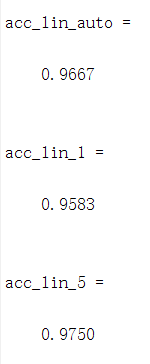 acc_lin_auto =
0.9667
acc_lin_1 =
0.9583
acc_lin_5 =
0.9750